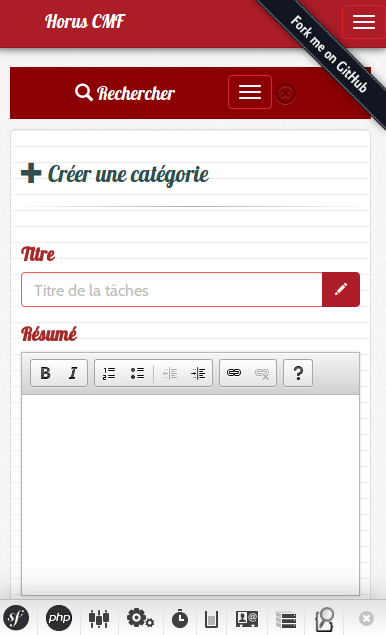 Horus CMF
Fork me on GitHub
Rechercher
Créer une catégorie
Titre
Titre de la tâches
Résumé
B I ?
sf php